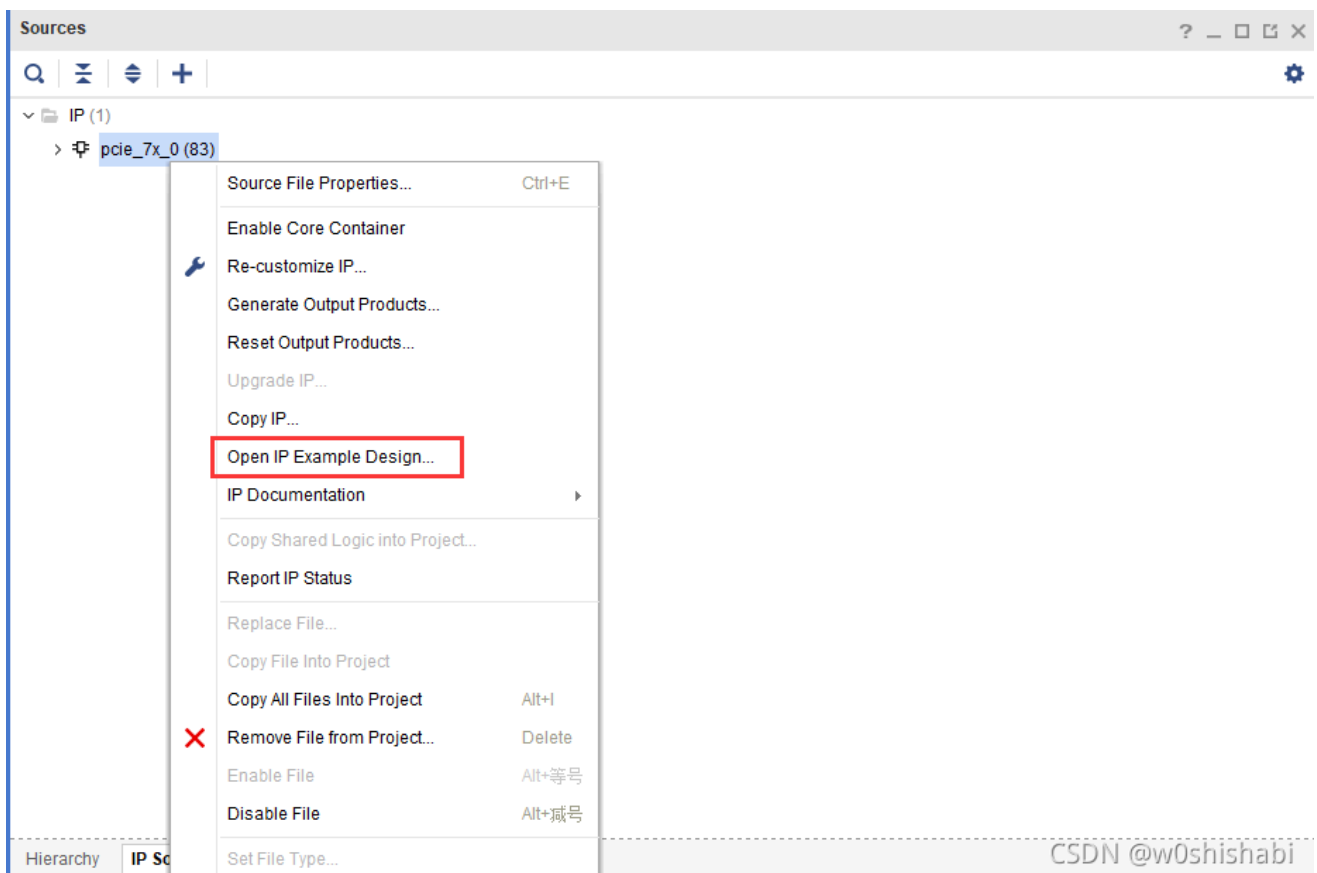 Sources
IP (1)
pcie_7x_0 (83)
Source File Properties... Ctrl+E
Enable Core Container
Re-customize IP...
Generate Output Products...
Reset Output Products...
Upgrade IP...
Copy IP...
Open IP Example Design...
IP Documentation
Copy Shared Logic into Project...
Report IP Status
Replace File...
Copy File Into Project
Copy All Files Into Project Alt+I
Remove File from Project... Delete
Enable File Alt+等号
Disable File Alt+减号
Hierarchy IP So Set File Type...
CSDN @w0shishabi